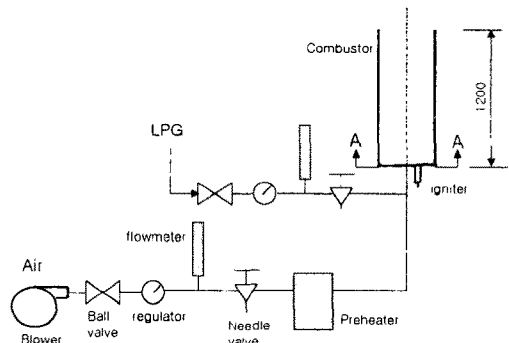 Combustor
1200
LPG
A
A
igniter
flowmeter
Air
Ball
valve
regulator
Needle
valve
Preheater
Blower